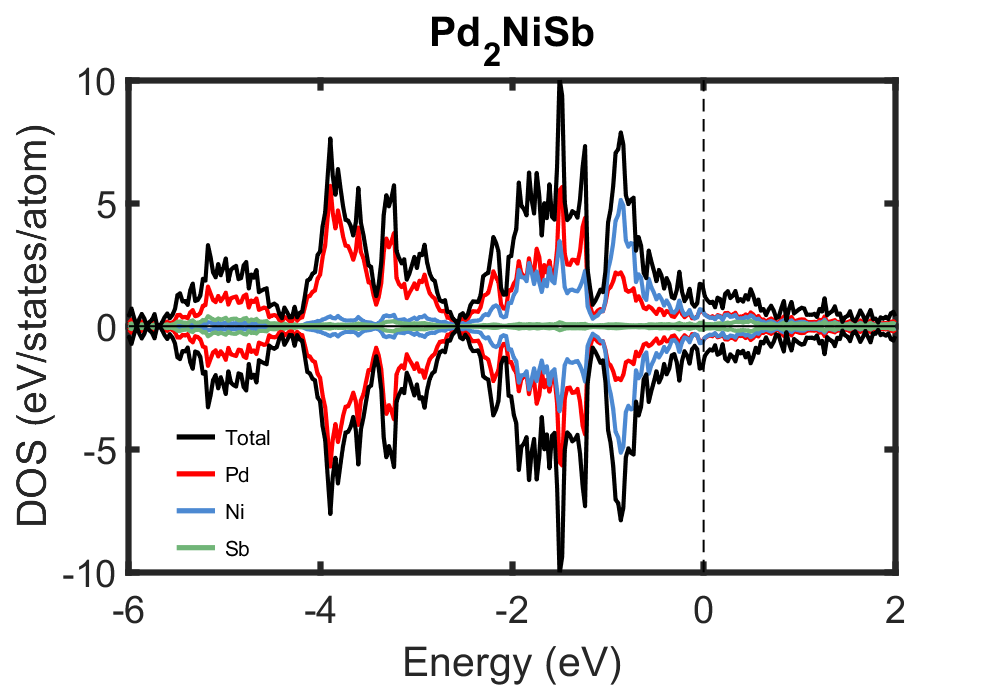 Pd₂NiSb
DOS (eV/states/atom)
10
5
0
-5
-10
Total
Pd
Ni
Sb
-6 -4 -2 0 2
Energy (eV)